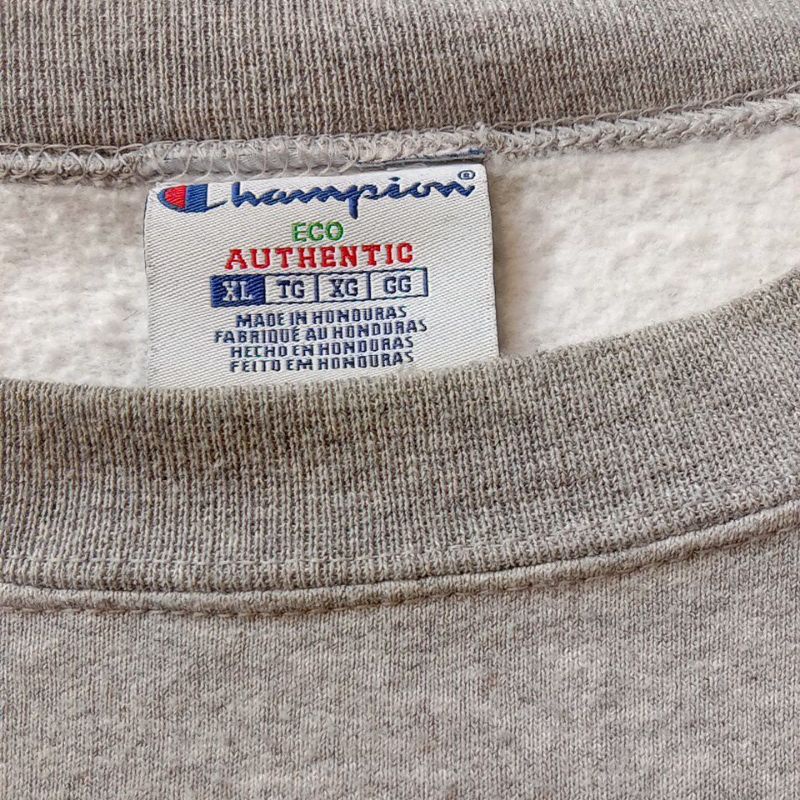 Champion®
ECO
AUTHENTIC
XL TG XG GG
MADE IN HONDURAS
FABRIQUÉ AU HONDURAS
HECHO EN HONDURAS
FEITO EM HONDURAS